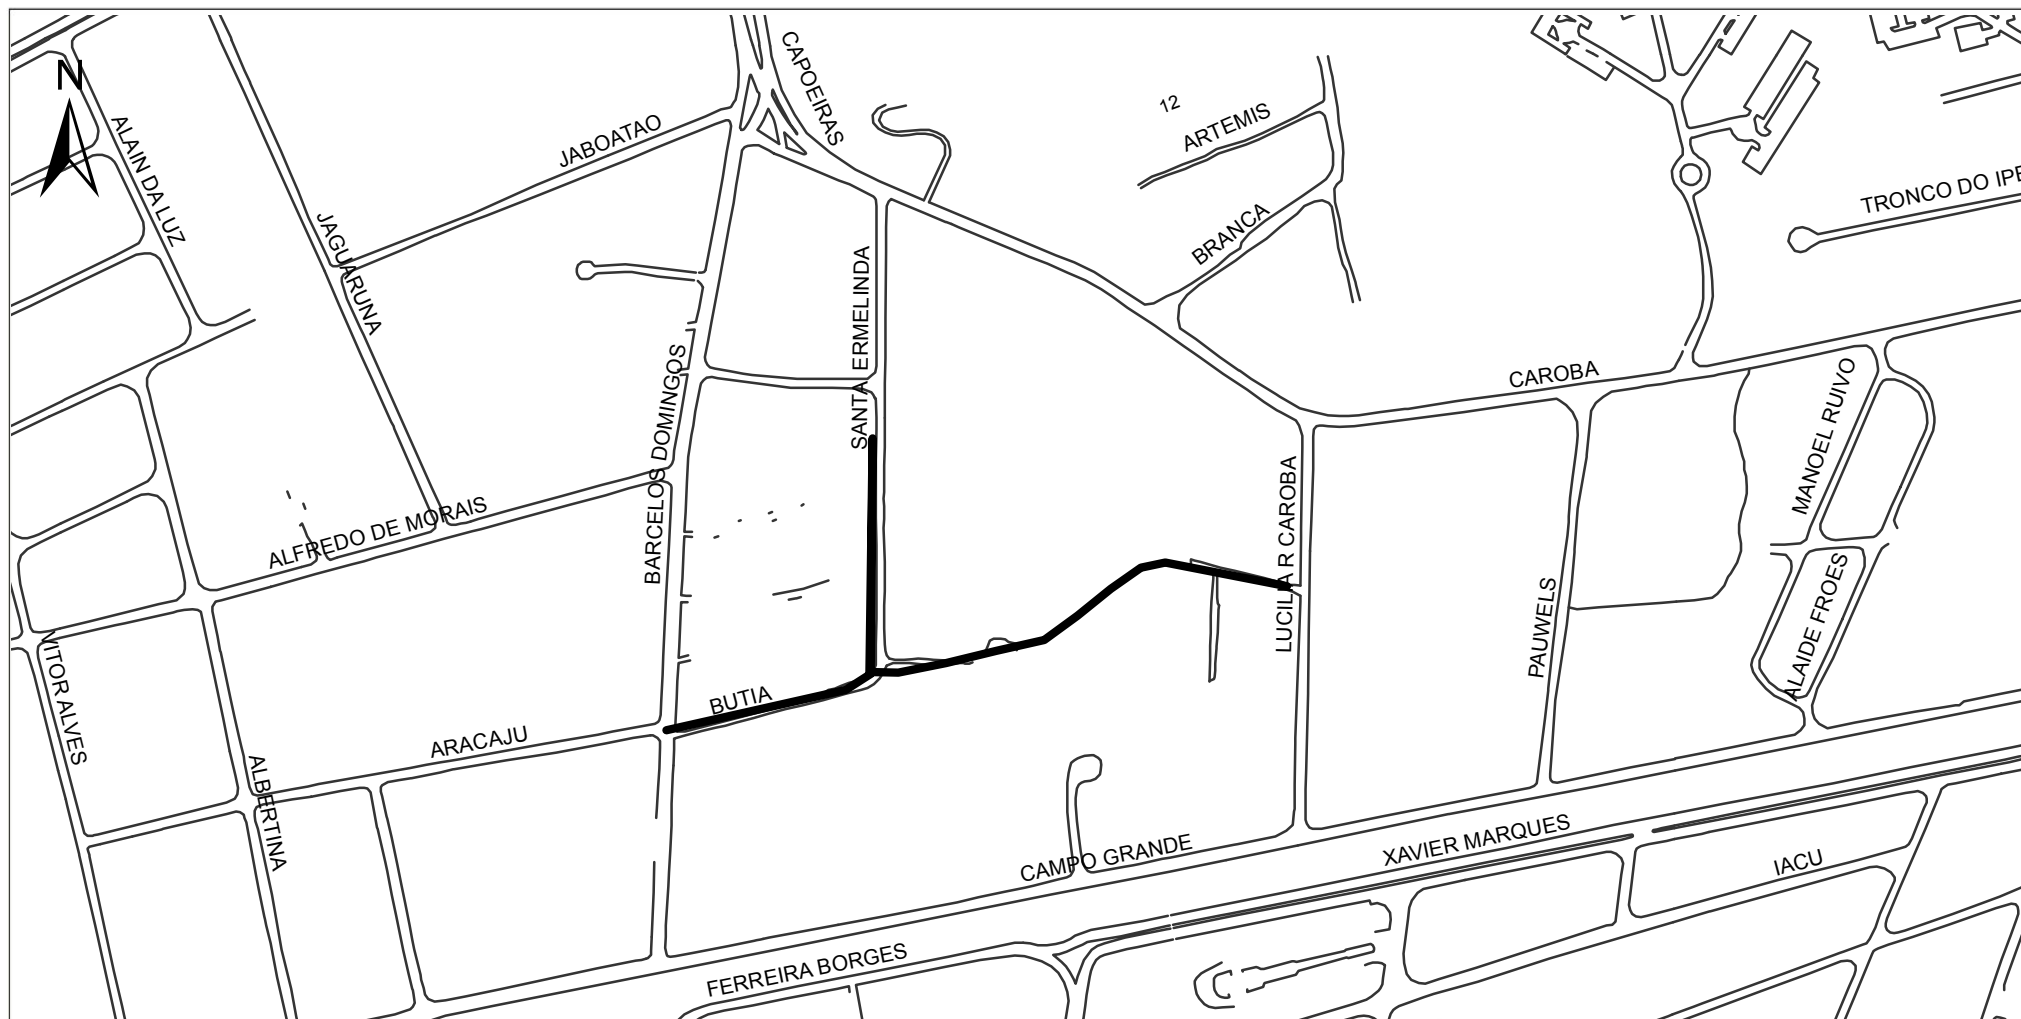 N
CAPOEIRAS
12
ARTEMIS
ALAIN DA LUZ
JABOATAO
TRONCO DO IPE
JAGUARUNA
BRANCA
SANTA ERMELINDA
CAROBA
BARCELOS DOMINGOS
MANOEL RUIVO
ALFREDO DE MORAIS
LUCILIA R CAROBA
PAUWELS
ALAIDE FROES
VITOR ALVES
BUTIA
ARACAJU
ALBERTINA
CAMPO GRANDE
XAVIER MARQUES
IACU
FERREIRA BORGES